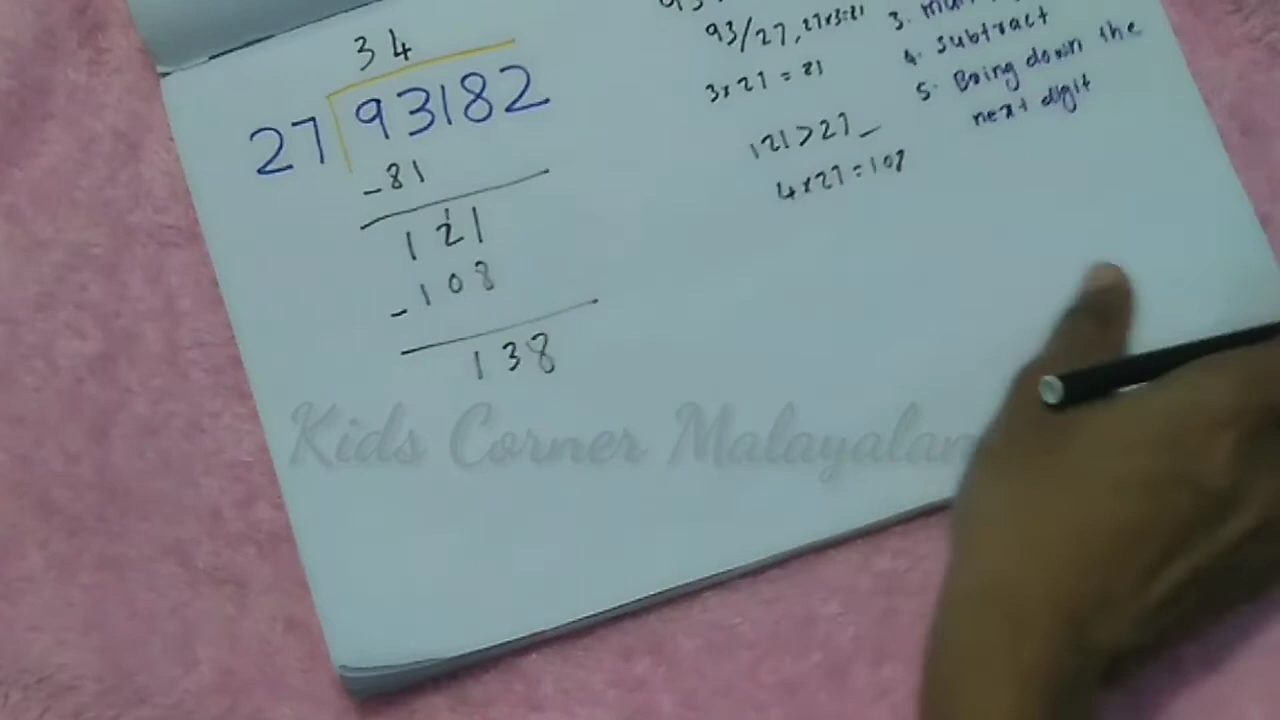 34
27 93182
-81
121
-108
138
93/27, 27x3=81
3x27 = 81
121>27
4x27=108
3.
4. subtract
5. Bring down the
next digit
Kids Corner Malayalam